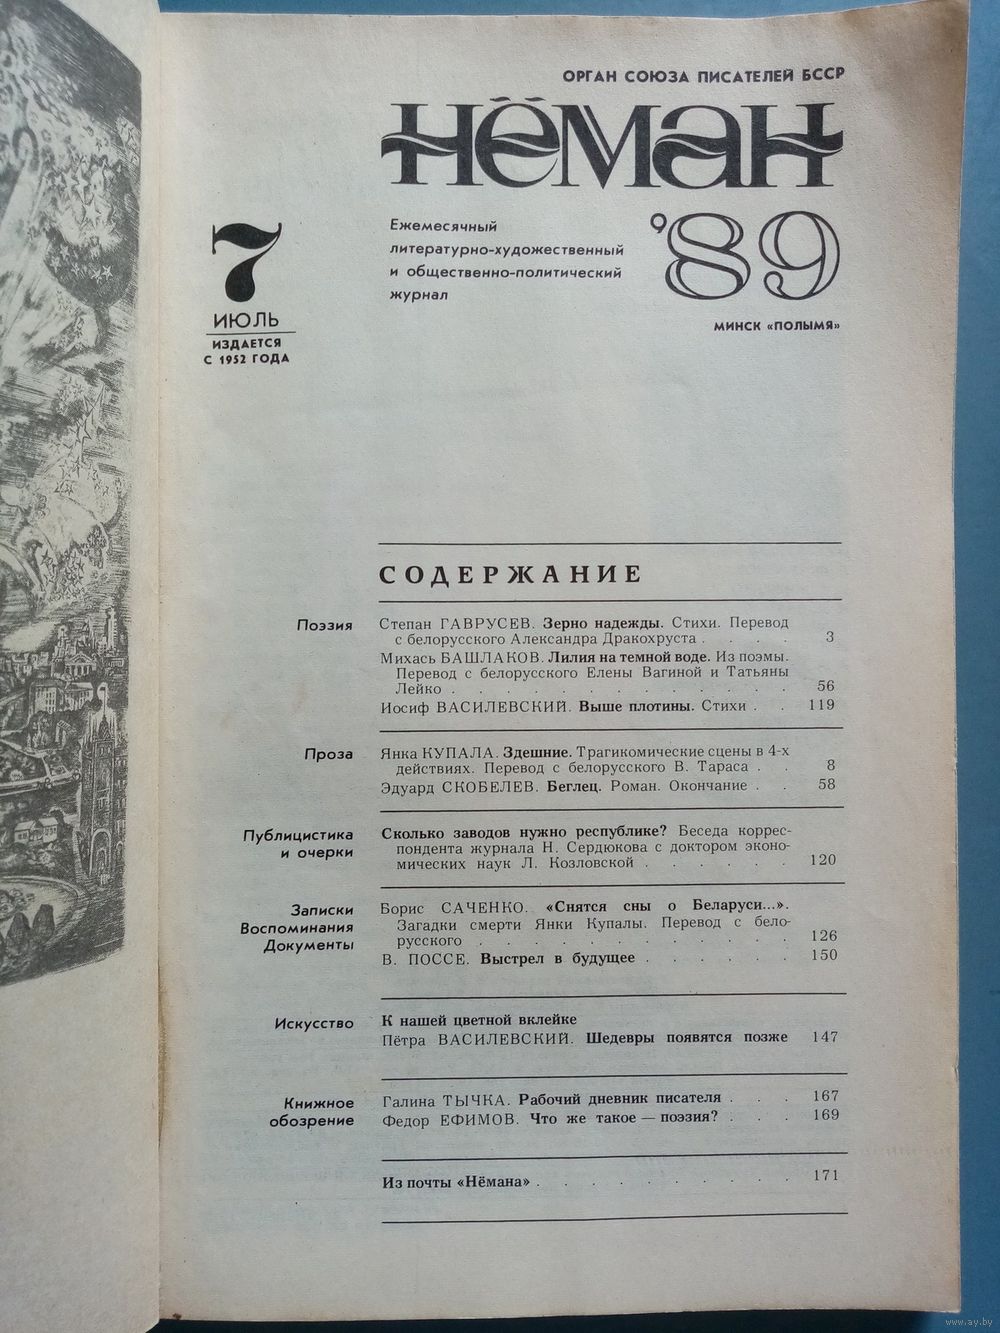 ОРГАН СОЮЗА ПИСАТЕЛЕЙ БССР
НЁМАН
'89
7
ИЮЛЬ
ИЗДАЕТСЯ
С 1952 ГОДА
Ежемесячный
литературно-художественный
и общественно-политический
журнал
МИНСК «ПОЛЫМЯ»
СОДЕРЖАНИЕ
Поэзия
Степан ГАВРУСЕВ. Зерно надежды. Стихи. Перевод
с белорусского Александра Дракохруста . . . . 3
Михась БАШЛАКОВ. Лилия на темной воде. Из поэмы.
Перевод с белорусского Елены Вагиной и Татьяны
Лейко . . . . . . . . . . . . . 56
Иосиф ВАСИЛЕВСКИЙ. Выше плотины. Стихи . . 119
Проза
Янка КУПАЛА. Здешние. Трагикомические сцены в 4-х
действиях. Перевод с белорусского В. Тараса . . 8
Эдуард СКОБЕЛЕВ. Беглец. Роман. Окончание . . 58
Публицистика
и очерки
Сколько заводов нужно республике? Беседа коррес-
пондента журнала Н. Сердюкова с доктором эконо-
мических наук Л. Козловской . . . . . . 120
Записки
Воспоминания
Документы
Борис САЧЕНКО. «Снятся сны о Беларуси...».
Загадки смерти Янки Купалы. Перевод с бело-
русского . . . . . . . . . . . . 126
В. ПОССЕ. Выстрел в будущее . . . . . . 150
Искусство
К нашей цветной вклейке
Пётра ВАСИЛЕВСКИЙ. Шедевры появятся позже 147
Книжное
обозрение
Галина ТЫЧКА. Рабочий дневник писателя . . . 167
Федор ЕФИМОВ. Что же такое — поэзия? . . . 169
Из почты «Нёмана» . . . . . . . . . . 171
www.ay.by